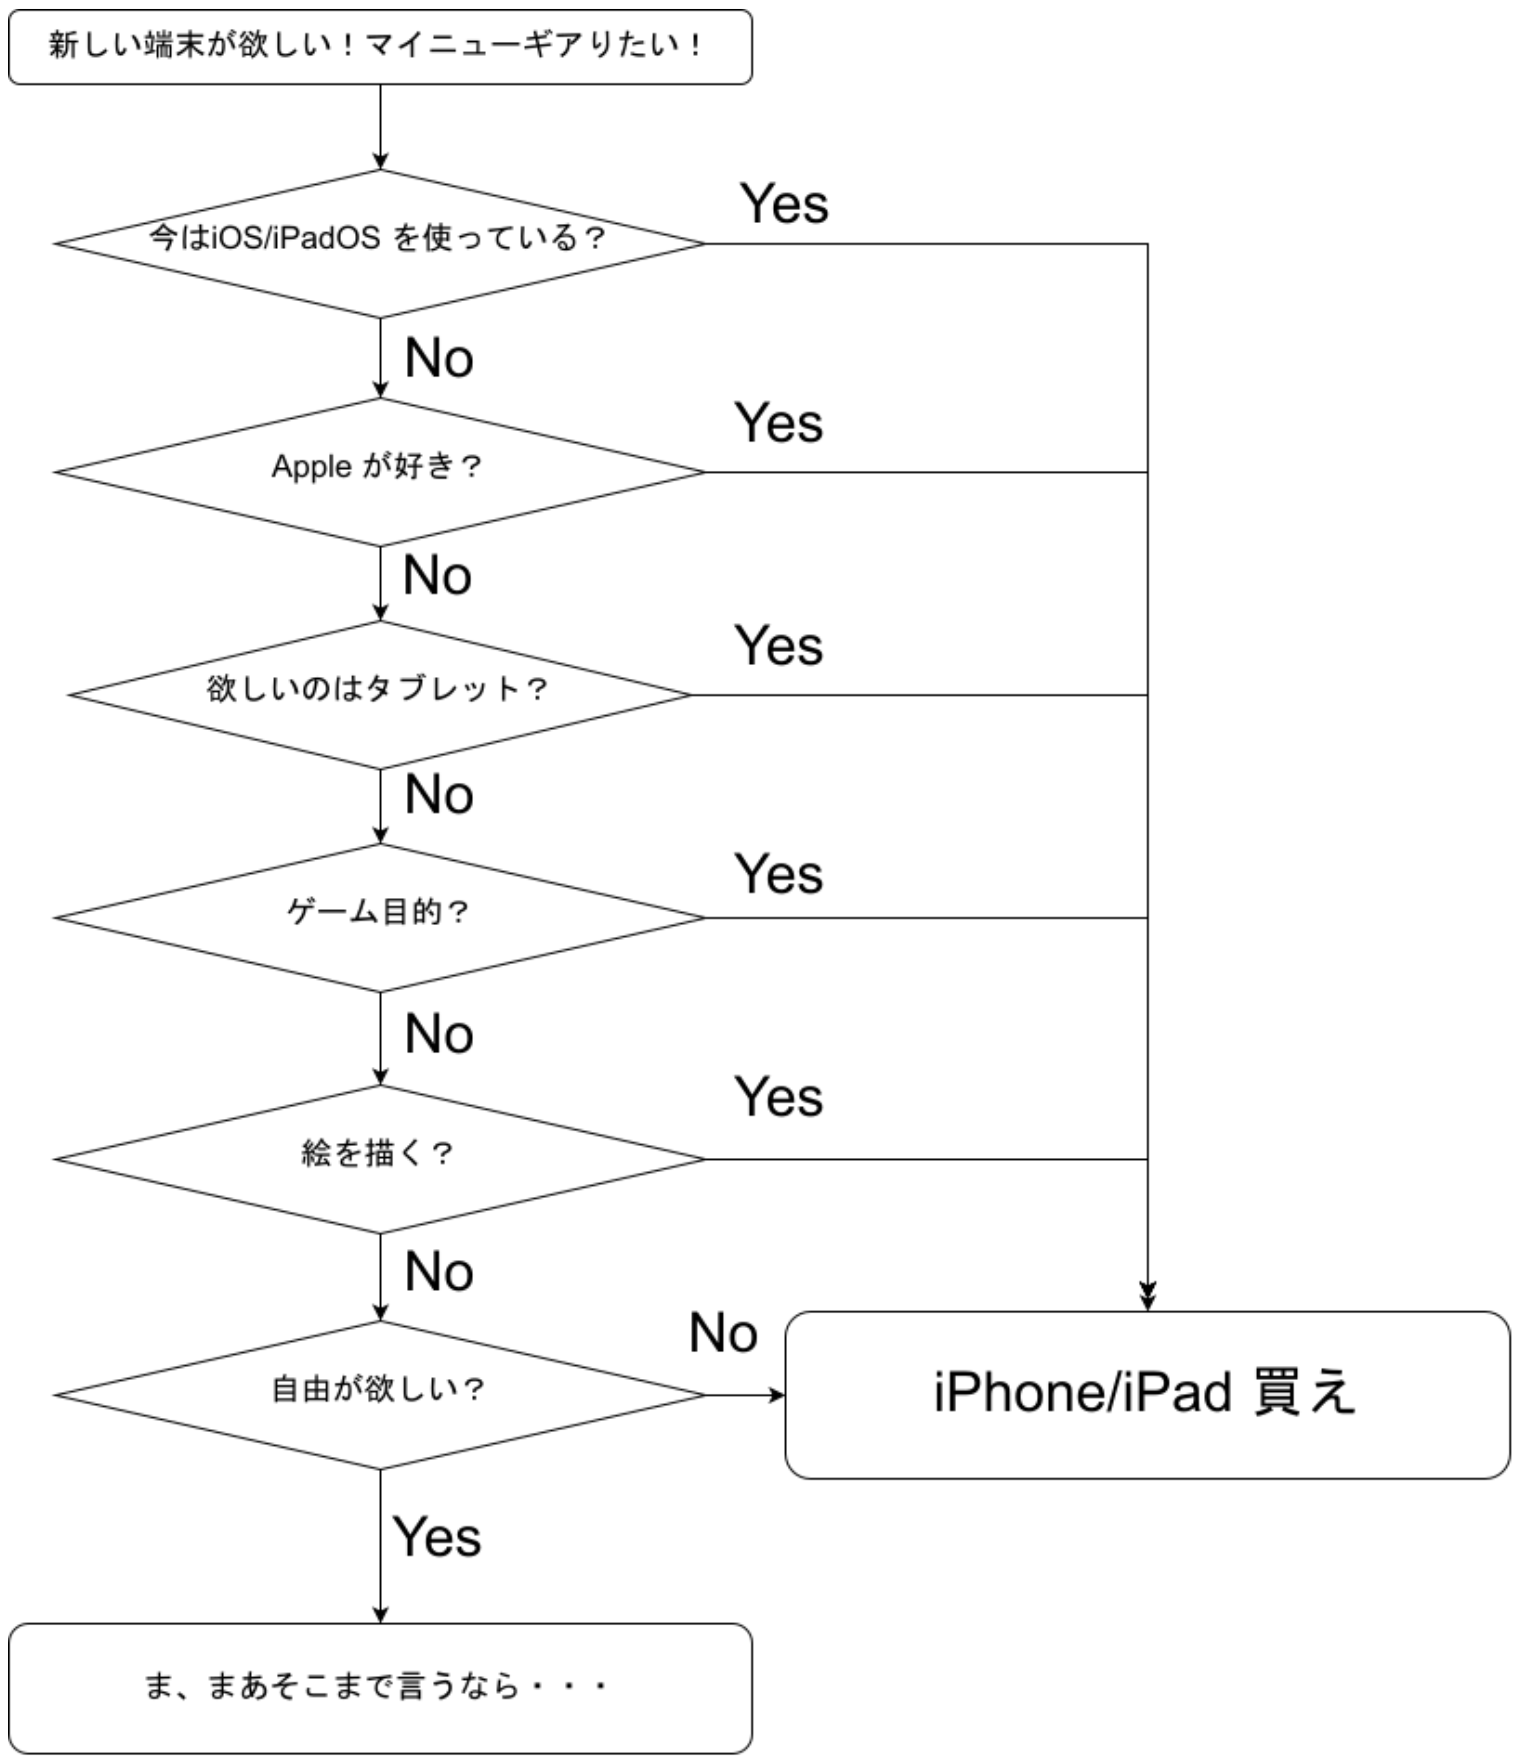 新しい端末が欲しい！マイニューギアりたい！
今はiOS/iPadOS を使っている？
Yes
No
Apple が好き？
Yes
No
欲しいのはタブレット？
Yes
No
ゲーム目的？
Yes
No
絵を描く？
Yes
No
自由が欲しい？
No
iPhone/iPad 買え
Yes
ま、まあそこまで言うなら・・・